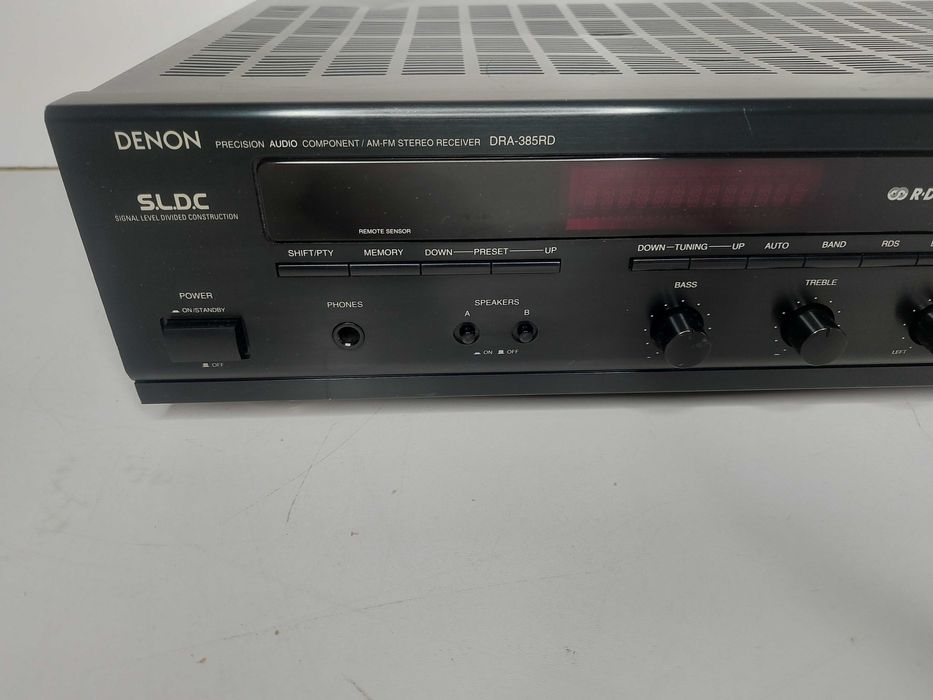 DENON PRECISION AUDIO COMPONENT / AM-FM STEREO RECEIVER DRA-385RD
S.L.D.C
SIGNAL LEVEL DIVIDED CONSTRUCTION
R·D
REMOTE SENSOR
SHIFT/PTY MEMORY DOWN PRESET UP DOWN TUNING UP AUTO BAND RDS
POWER
ON/STANDBY
OFF
PHONES
SPEAKERS
A B
ON OFF
BASS
TREBLE
LEFT